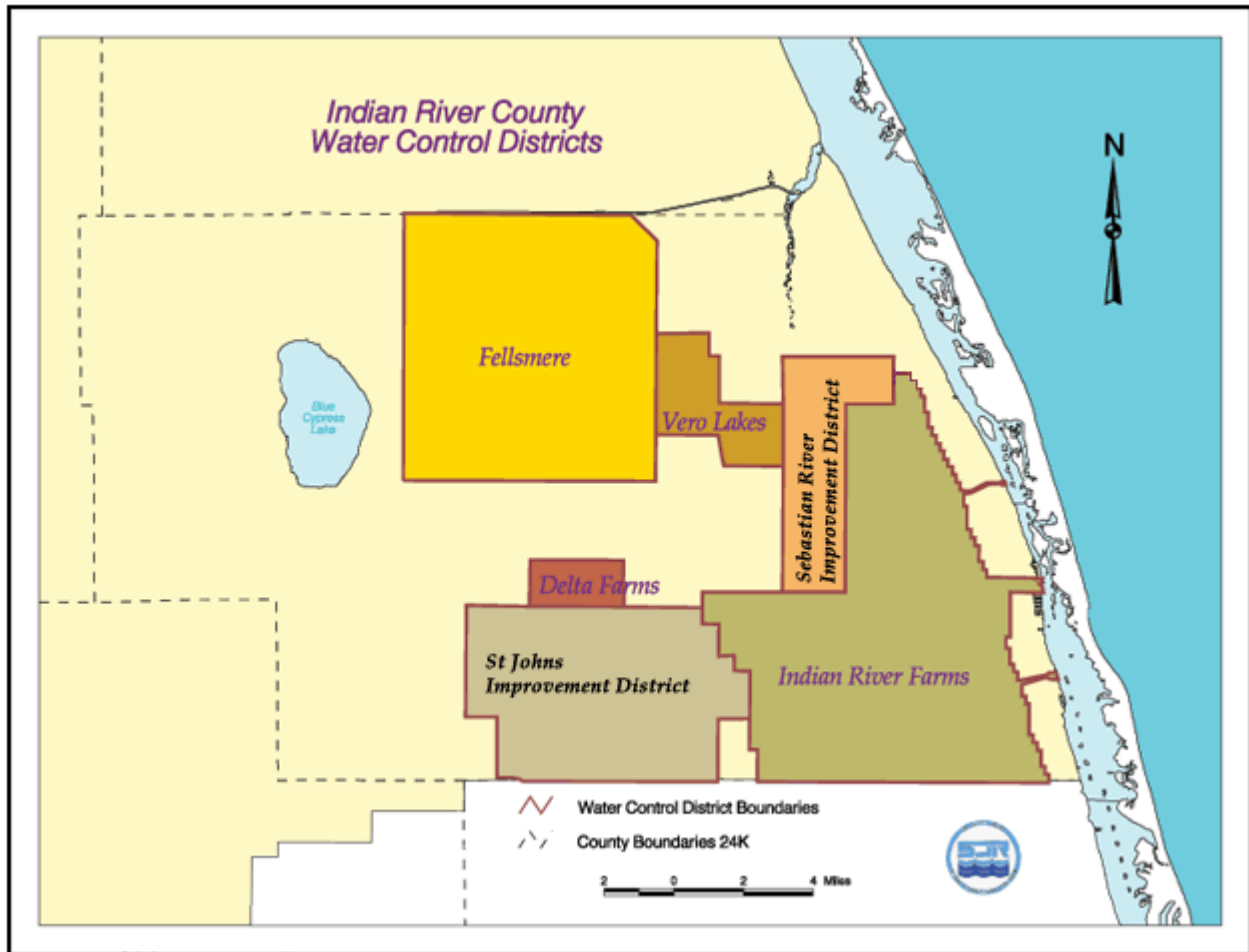 Indian River County
Water Control Districts
N
Fellsmere
Blue
Cypress
Lake
Vero Lakes
Sebastian River
Improvement District
Delta Farms
St Johns
Improvement District
Indian River Farms
Water Control District Boundaries
County Boundaries 24K
2 0 2 4 Miles